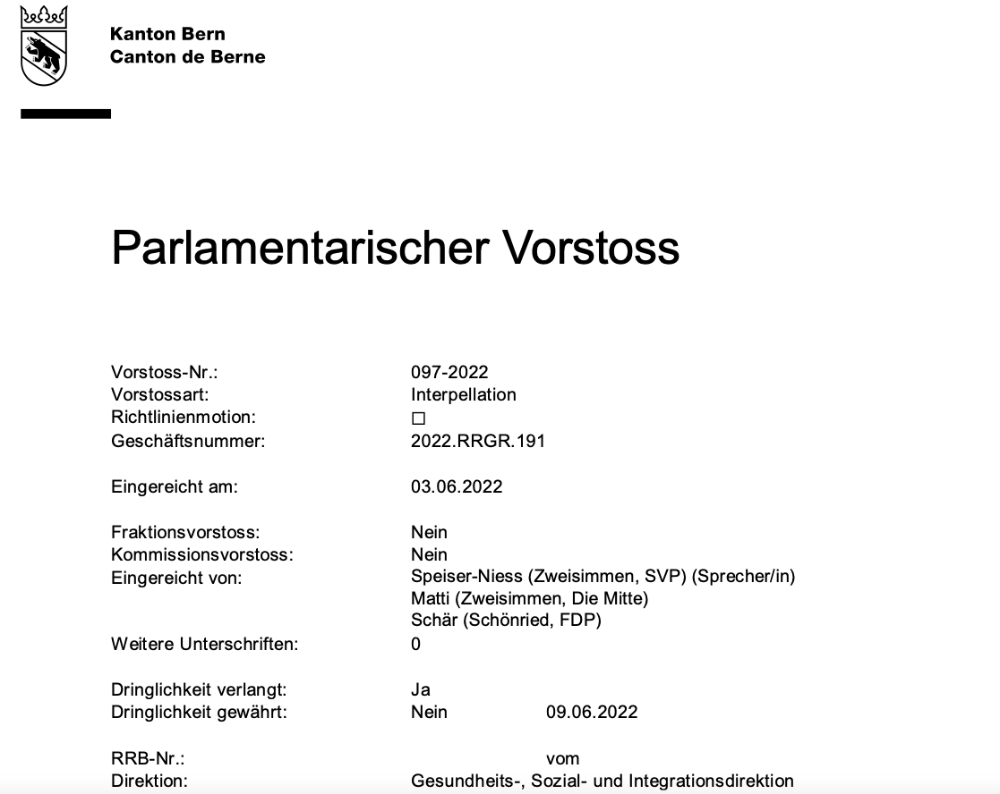 Kanton Bern
Canton de Berne
Parlamentarischer Vorstoss
Vorstoss-Nr.: 097-2022
Vorstossart: Interpellation
Richtlinienmotion: ☐
Geschäftsnummer: 2022.RRGR.191
Eingereicht am: 03.06.2022
Fraktionsvorstoss: Nein
Kommissionsvorstoss: Nein
Eingereicht von: Speiser-Niess (Zweisimmen, SVP) (Sprecher/in)
Matti (Zweisimmen, Die Mitte)
Schär (Schönried, FDP)
Weitere Unterschriften: 0
Dringlichkeit verlangt: Ja
Dringlichkeit gewährt: Nein 09.06.2022
RRB-Nr.: vom
Direktion: Gesundheits-, Sozial- und Integrationsdirektion